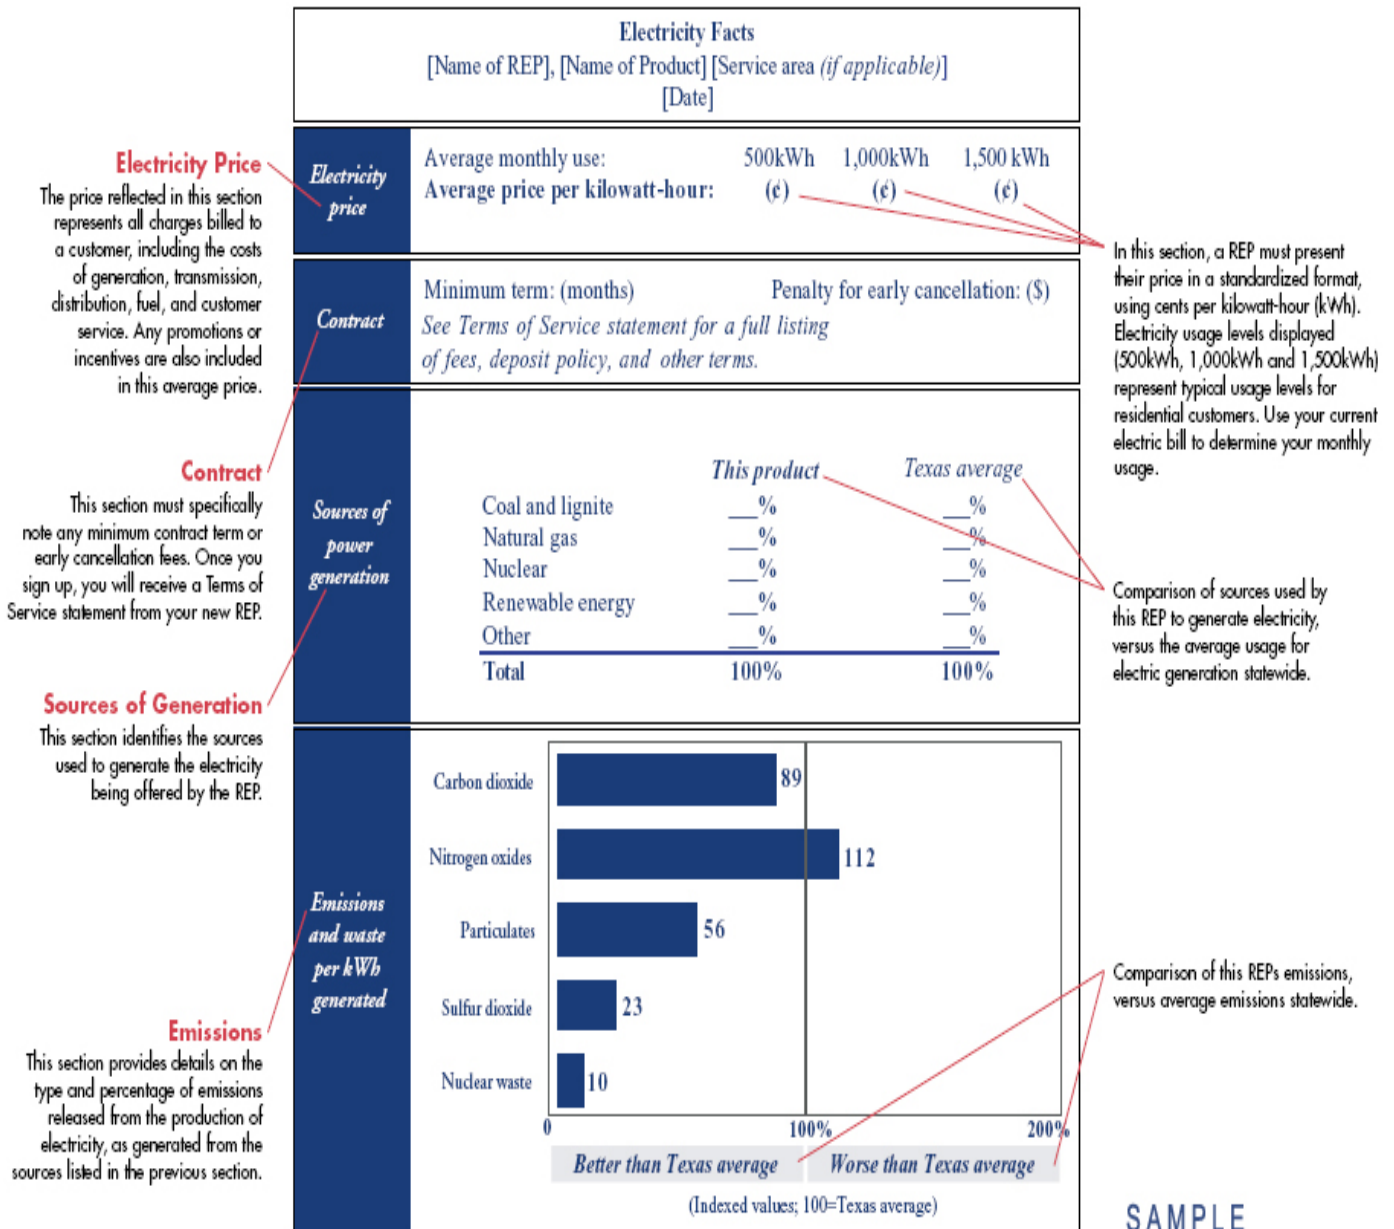 Electricity Facts
[Name of REP], [Name of Product] [Service area (if applicable)]
[Date]
Electricity Price
The price reflected in this section
represents all charges billed to
a customer, including the costs
of generation, transmission,
distribution, fuel, and customer
service. Any promotions or
incentives are also included
in this average price.
Electricity
price
Average monthly use: 500kWh 1,000kWh 1,500 kWh
Average price per kilowatt-hour: (¢) (¢) (¢)
In this section, a REP must present
their price in a standardized format,
using cents per kilowatt-hour (kWh).
Electricity usage levels displayed
(500kWh, 1,000kWh and 1,500kWh)
represent typical usage levels for
residential customers. Use your current
electric bill to determine your monthly
usage.
Contract
This section must specifically
note any minimum contract term or
early cancellation fees. Once you
sign up, you will receive a Terms of
Service statement from your new REP.
Contract
Minimum term: (months) Penalty for early cancellation: ($)
See Terms of Service statement for a full listing
of fees, deposit policy, and other terms.
Sources of Generation
This section identifies the sources
used to generate the electricity
being offered by the REP.
Sources of
power
generation
This product Texas average
Coal and lignite ___% ___%
Natural gas ___% ___%
Nuclear ___% ___%
Renewable energy ___% ___%
Other ___% ___%
Total 100% 100%
Comparison of sources used by
this REP to generate electricity,
versus the average usage for
electric generation statewide.
Emissions
This section provides details on the
type and percentage of emissions
released from the production of
electricity, as generated from the
sources listed in the previous section.
Emissions
and waste
per kWh
generated
Carbon dioxide 89
Nitrogen oxides 112
Particulates 56
Sulfur dioxide 23
Nuclear waste 10
0 100% 200%
Better than Texas average Worse than Texas average
(Indexed values; 100=Texas average)
Comparison of this REPs emissions,
versus average emissions statewide.
SAMPLE